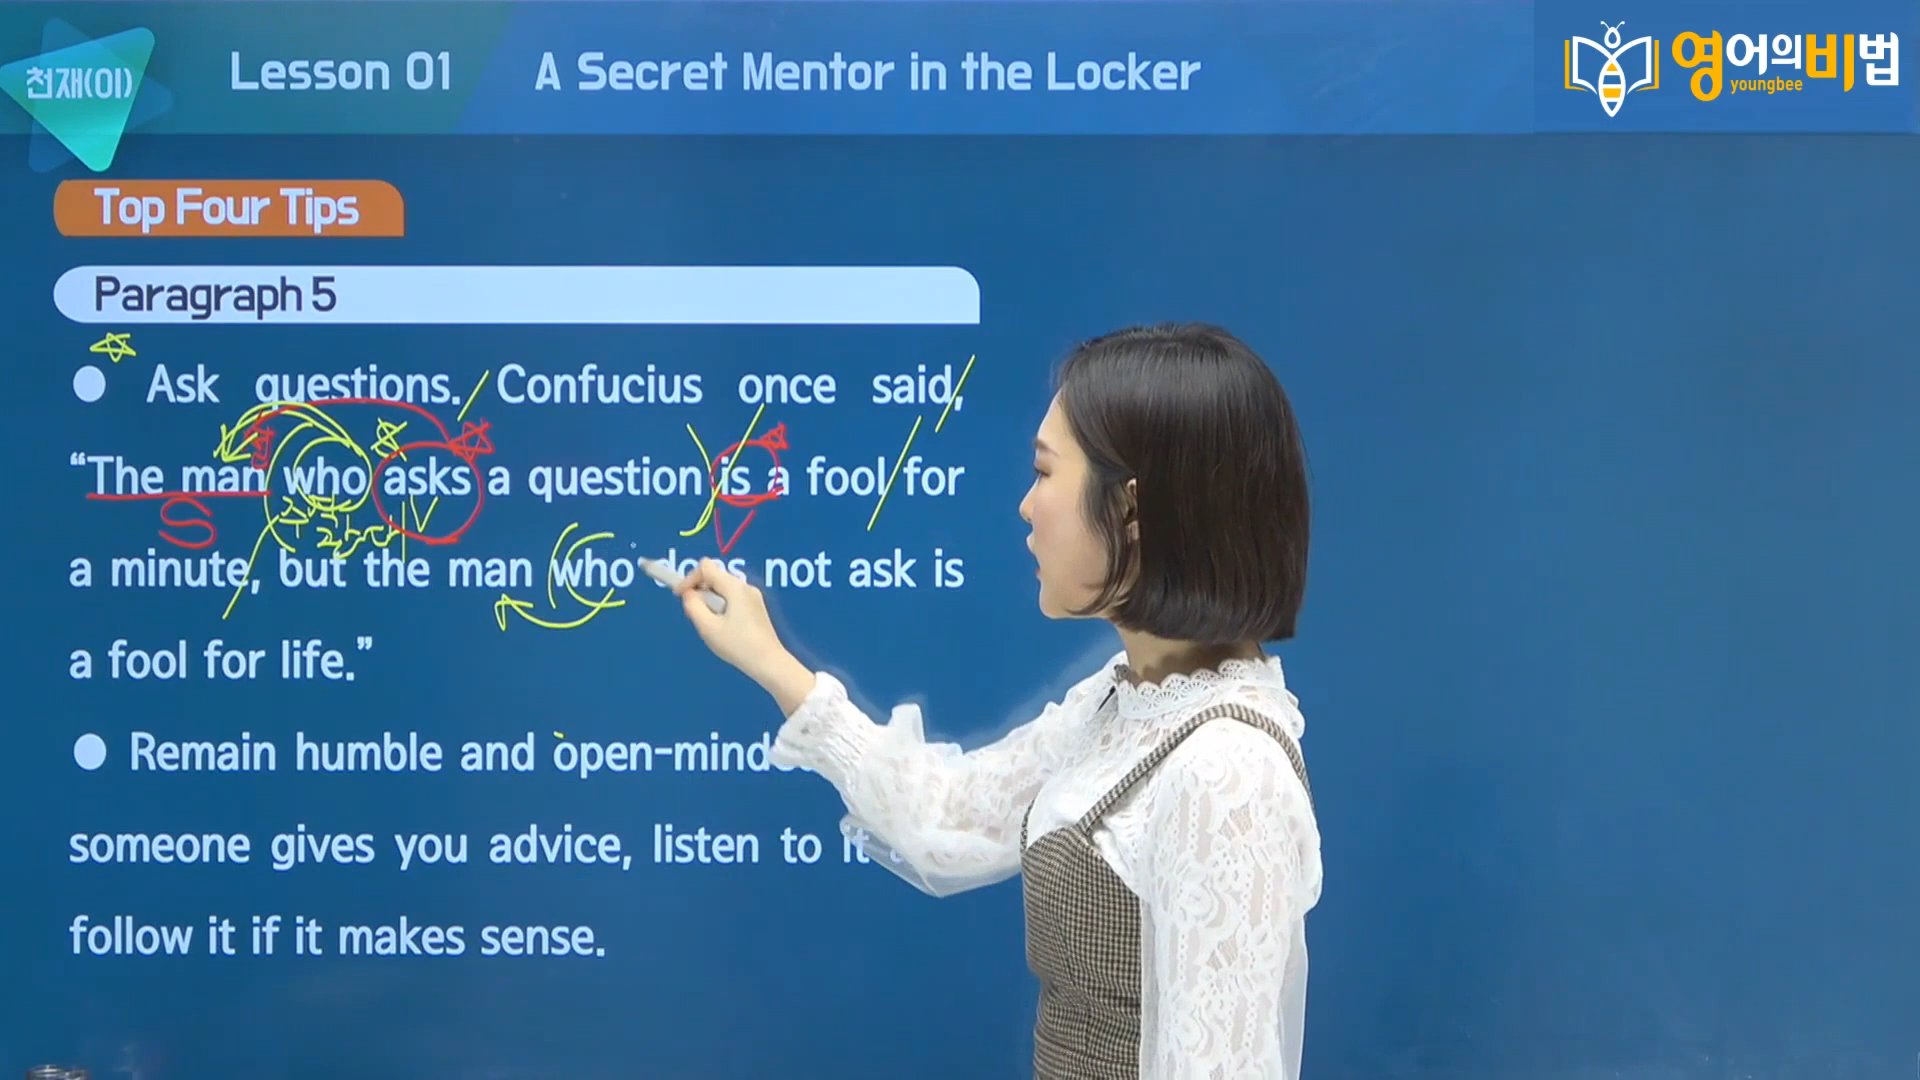 천재(이)
Lesson 01 A Secret Mentor in the Locker
영어의비법
youngbee
Top Four Tips
Paragraph 5
● Ask questions. Confucius once said,
“The man who asks a question is a fool for
S
V
V
a minute, but the man who does not ask is
a fool for life.”
● Remain humble and open-mind
someone gives you advice, listen to it
follow it if it makes sense.